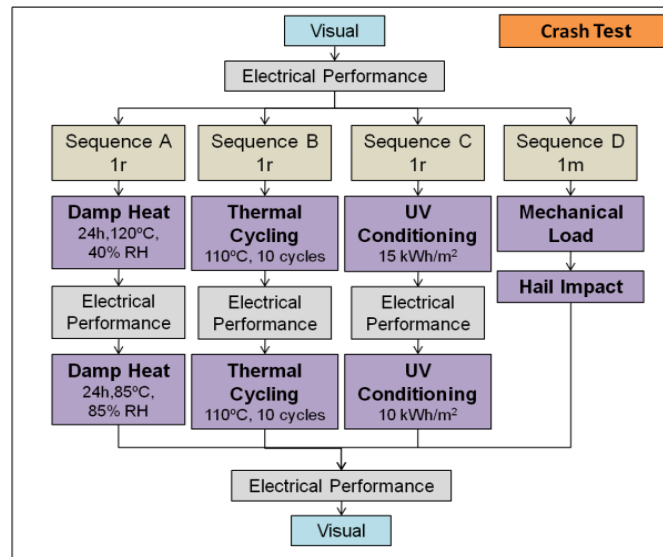 Visual
Crash Test
Electrical Performance
Sequence A
1r
Sequence B
1r
Sequence C
1r
Sequence D
1m
Damp Heat
24h,120ºC,
40% RH
Thermal
Cycling
110ºC, 10 cycles
UV
Conditioning
15 kWh/m²
Mechanical
Load
Hail Impact
Electrical
Performance
Electrical
Performance
Electrical
Performance
Damp Heat
24h,85ºC,
85% RH
Thermal
Cycling
110ºC, 10 cycles
UV
Conditioning
10 kWh/m²
Electrical Performance
Visual